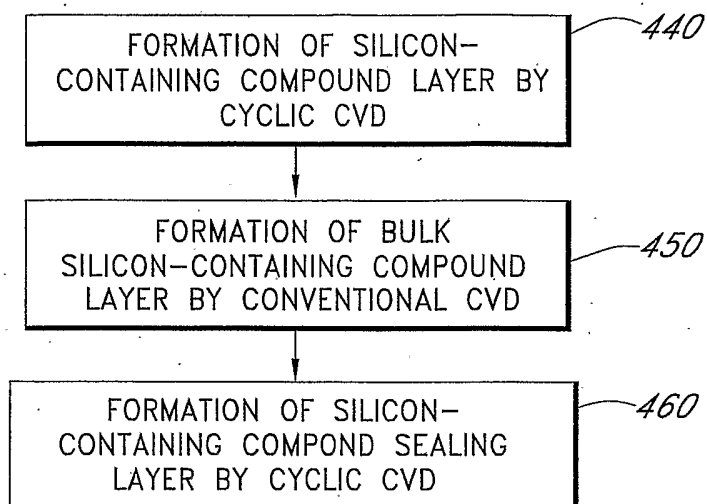 FORMATION OF SILICON-
CONTAINING COMPOUND LAYER BY
CYCLIC CVD
440
FORMATION OF BULK
SILICON-CONTAINING COMPOUND
LAYER BY CONVENTIONAL CVD
450
FORMATION OF SILICON-
CONTAINING COMPOND SEALING
LAYER BY CYCLIC CVD
460